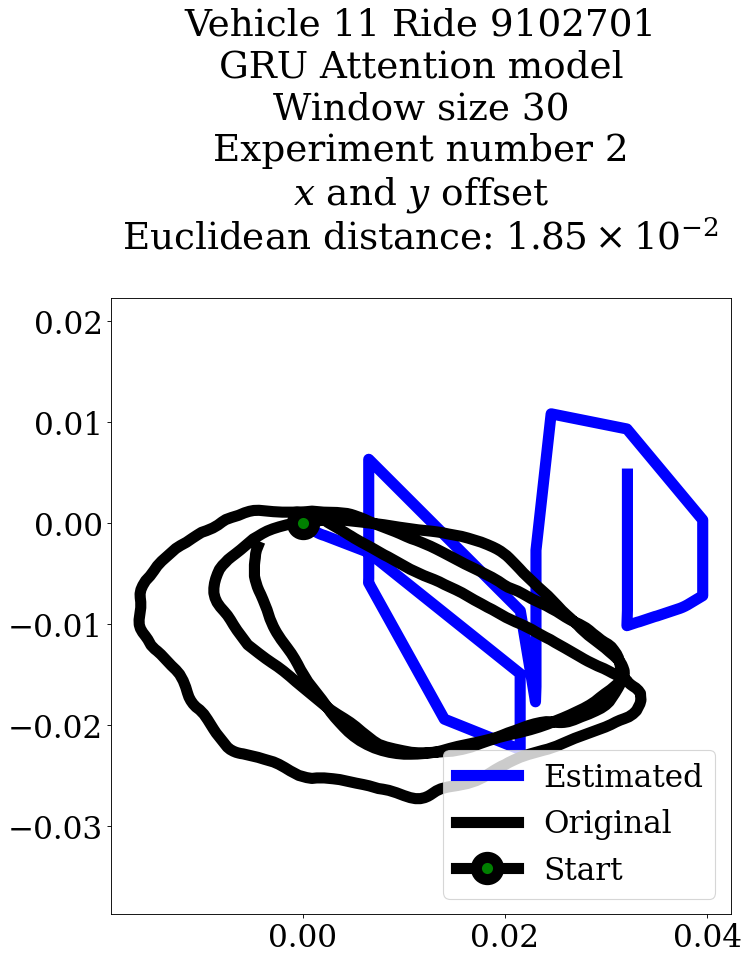 Vehicle 11 Ride 9102701
GRU Attention model
Window size 30
Experiment number 2
x and y offset
Euclidean distance: 1.85 × 10⁻²
0.02
0.01
0.00
−0.01
−0.02
−0.03
Estimated
Original
Start
0.00 0.02 0.04